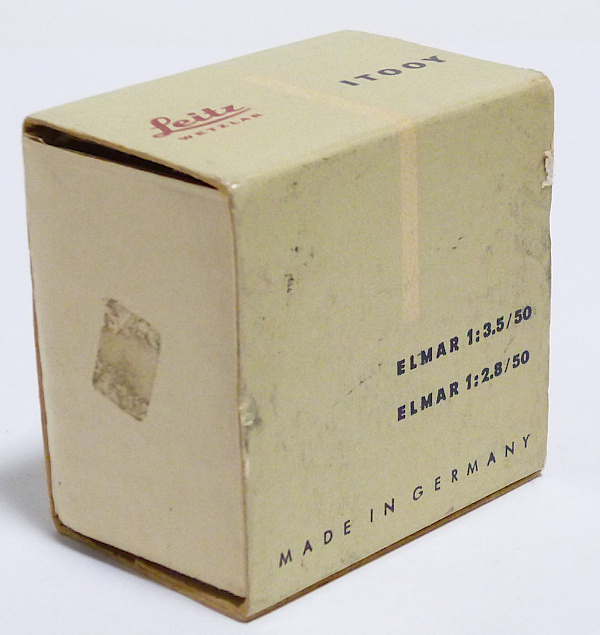 Leitz
WETZLAR
ITOOY
ELMAR 1:3.5/50
ELMAR 1:2.8/50
MADE IN GERMANY